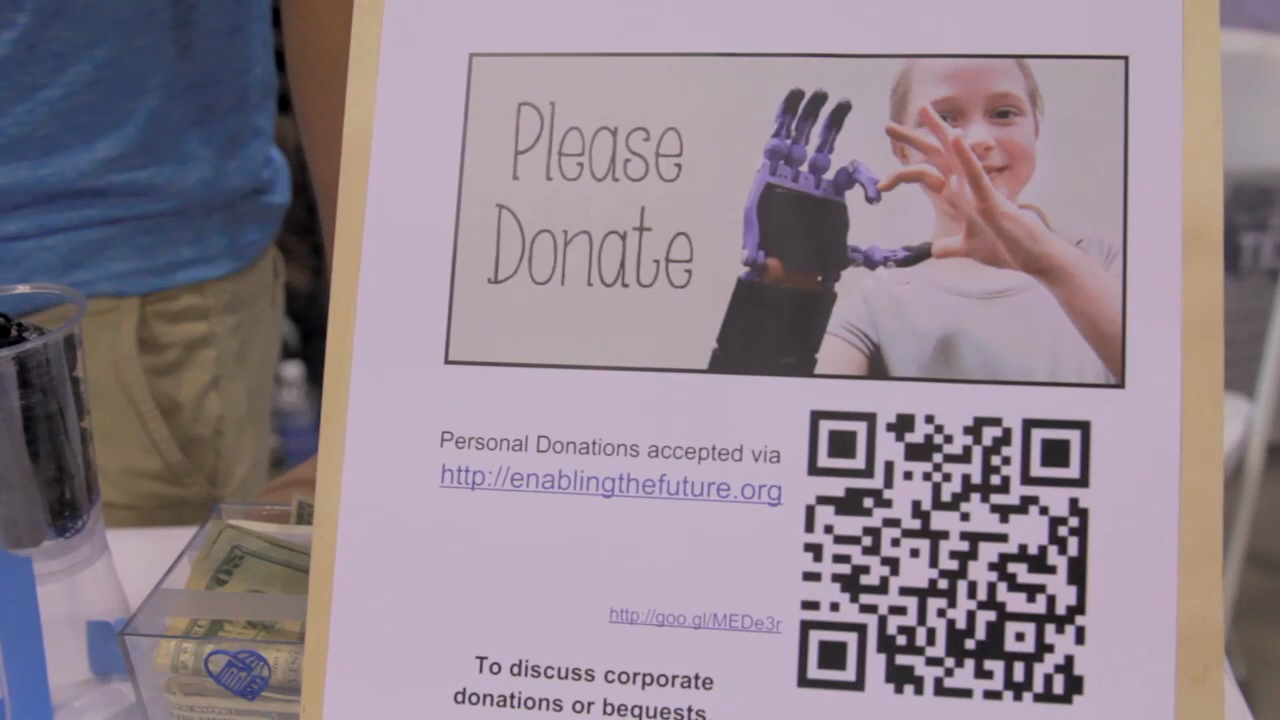 Please
Donate
Personal Donations accepted via
http://enablingthefuture.org
http://goo.gl/MEDe3r
To discuss corporate
donations or bequests